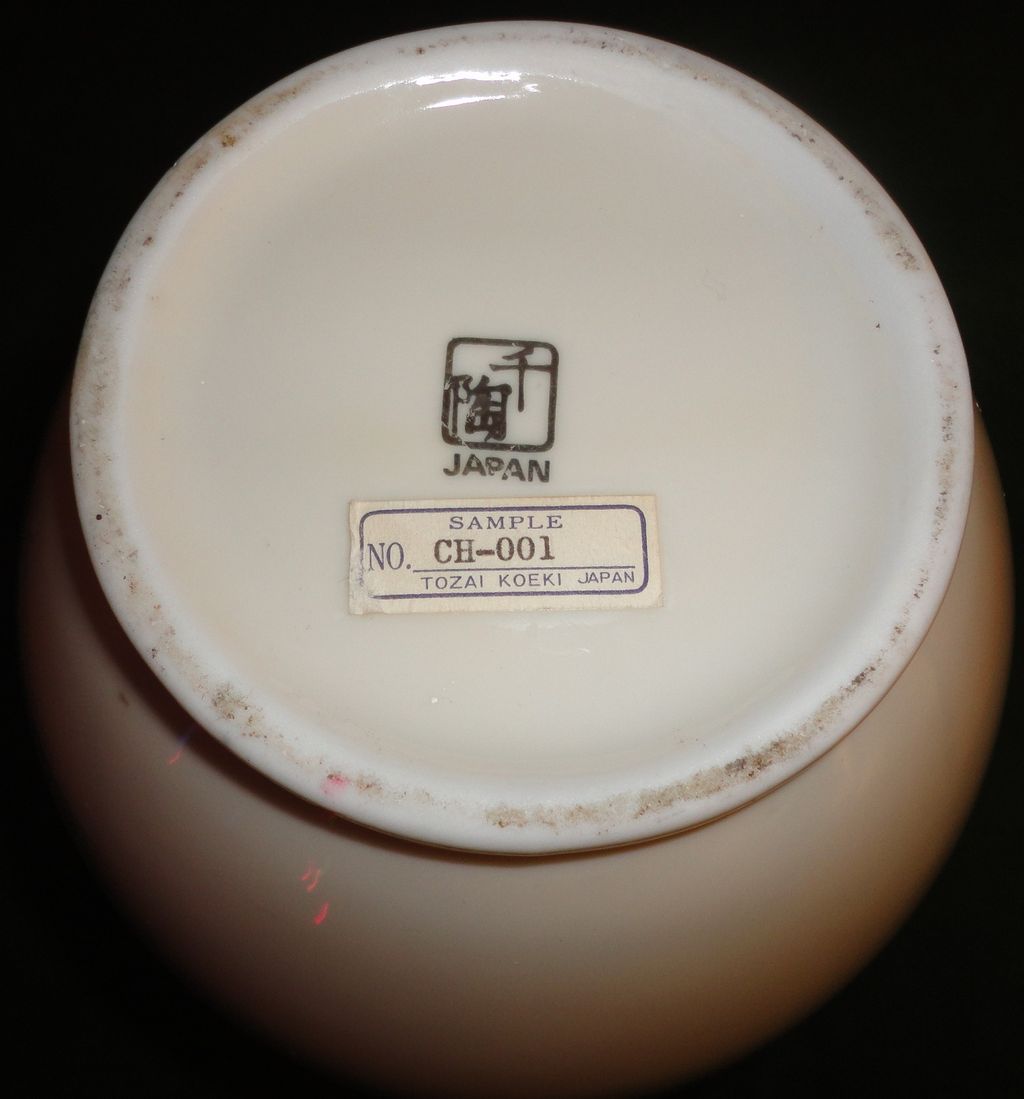 千陶
JAPAN
SAMPLE
NO. CH-001
TOZAI KOEKI JAPAN